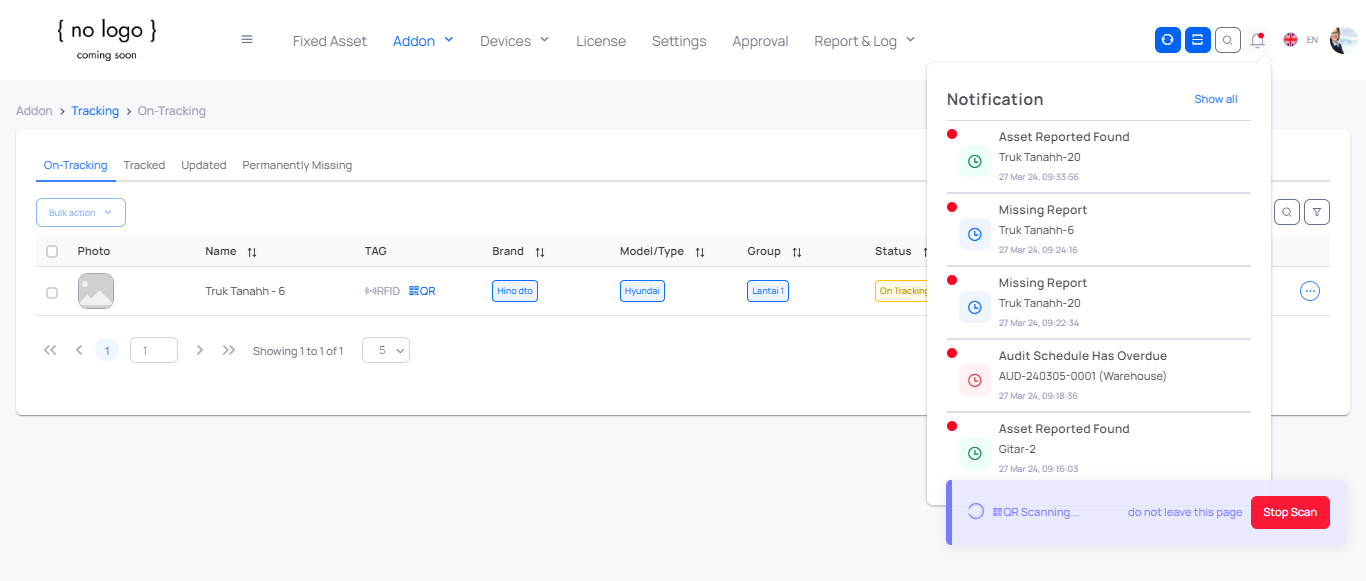 { no logo }
coming soon
Fixed Asset Addon Devices License Settings Approval Report & Log EN
Addon > Tracking > On-Tracking
On-Tracking Tracked Updated Permanently Missing
Bulk action
Photo Name TAG Brand Model/Type Group Status
Truk Tanahh - 6 RFID QR Hino dto Hyundai Lantai 1 On Tracking
1 1 Showing 1 to 1 of 1 5
Notification Show all
Asset Reported Found
Truk Tanahh-20
27 Mar 24, 09:33:56
Missing Report
Truk Tanahh-6
27 Mar 24, 09:24:16
Missing Report
Truk Tanahh-20
27 Mar 24, 09:22:34
Audit Schedule Has Overdue
AUD-240305-0001 (Warehouse)
27 Mar 24, 09:18:36
Asset Reported Found
Gitar-2
27 Mar 24, 09:16:03
QR Scanning... do not leave this page Stop Scan